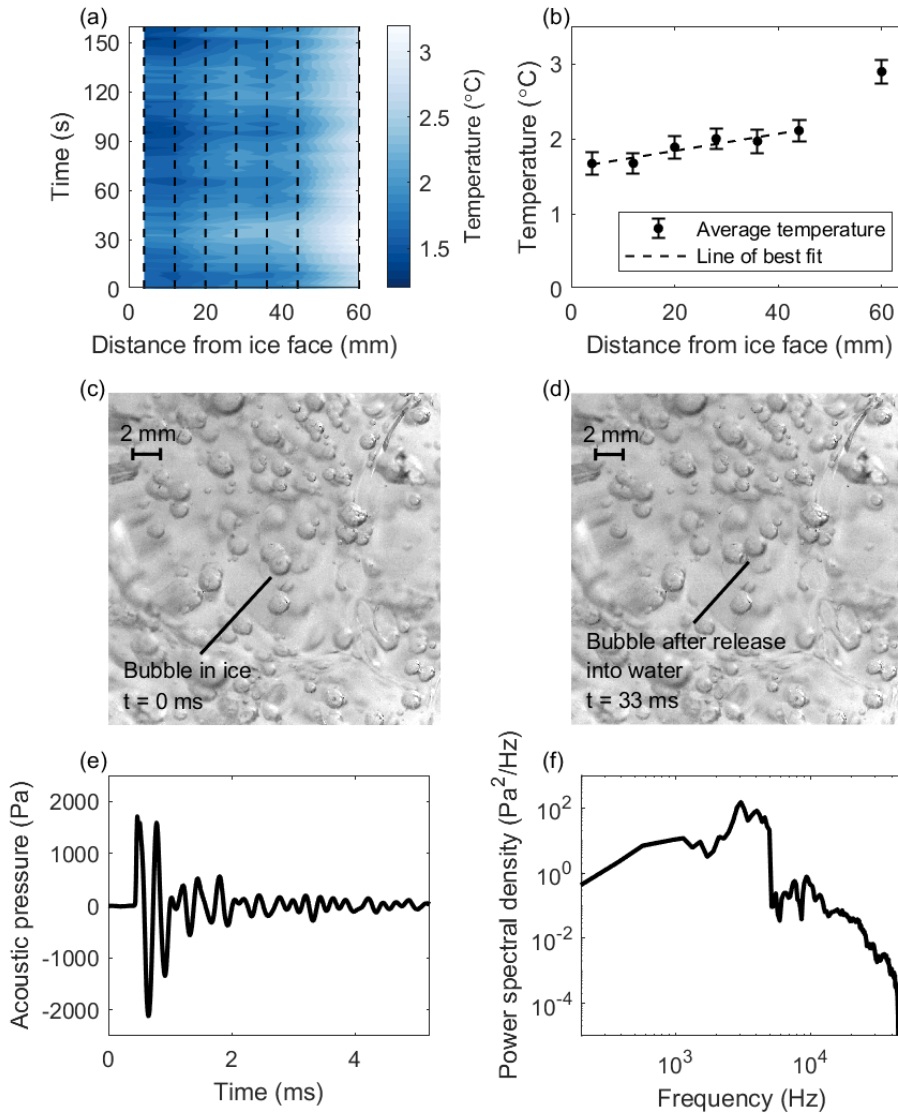 (a)
160
120
90
60
30
0
Time (s)
0
20
40
60
Distance from ice face (mm)
3
2.5
2
1.5
Temperature (°C)
(b)
3
2
1
0
Temperature (°C)
Average temperature
Line of best fit
0
20
40
60
Distance from ice face (mm)
(c)
2 mm
Bubble in ice
t = 0 ms
(d)
2 mm
Bubble after release
into water
t = 33 ms
(e)
2000
1000
0
-1000
-2000
Acoustic pressure (Pa)
0
2
4
Time (ms)
(f)
10²
10⁰
10⁻²
10⁻⁴
Power spectral density (Pa²/Hz)
10³
10⁴
Frequency (Hz)